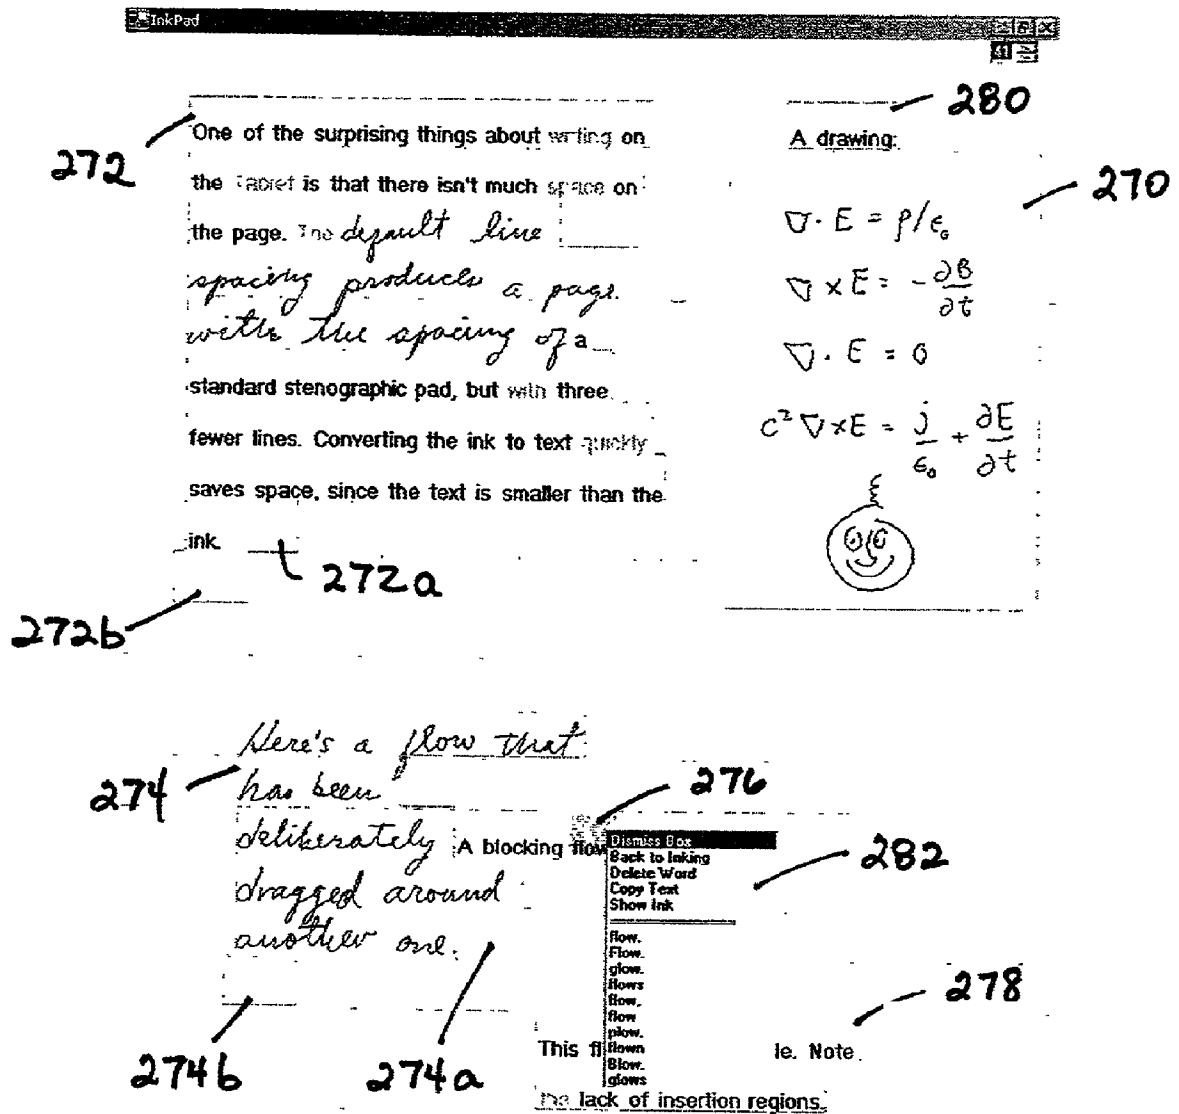 InkPad
280
One of the surprising things about writing on
A drawing:
272
the Tablet is that there isn't much space on
270
the page. The default line
∇· E = ρ/ε₀
spacing produces a page
∇ × E = -∂B/∂t
with the spacing of a
∇· E = 0
standard stenographic pad, but with three
fewer lines. Converting the ink to text quickly
c² ∇×E = j/ε₀ + ∂E/∂t
saves space, since the text is smaller than the
ink.
272a
272b
Here's a flow that
274
has been
276
deliberately
A blocking flow
dragged around
another one.
Dismiss Box
Back to Inking
Delete Word
Copy Text
Show Ink
282
flow.
Flow.
glow.
flows
flow,
flow
plow.
flown
Blow.
glows
278
This fl
le. Note
the lack of insertion regions.
274b
274a